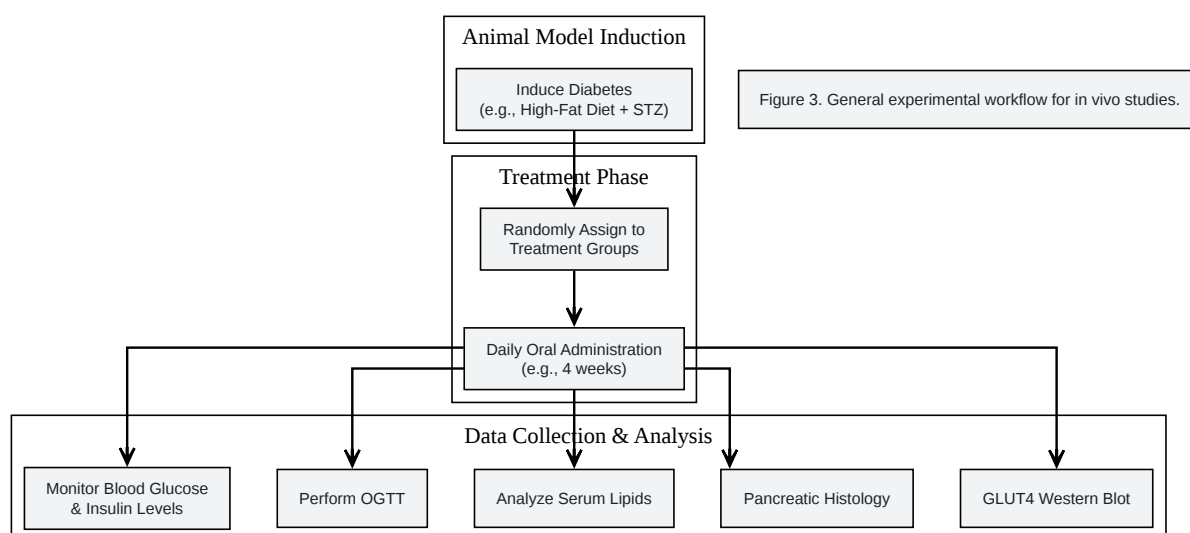 Animal Model Induction
Induce Diabetes
(e.g., High-Fat Diet + STZ)
Figure 3. General experimental workflow for in vivo studies.
Treatment Phase
Randomly Assign to
Treatment Groups
Daily Oral Administration
(e.g., 4 weeks)
Data Collection & Analysis
Monitor Blood Glucose
& Insulin Levels
Perform OGTT
Analyze Serum Lipids
Pancreatic Histology
GLUT4 Western Blot